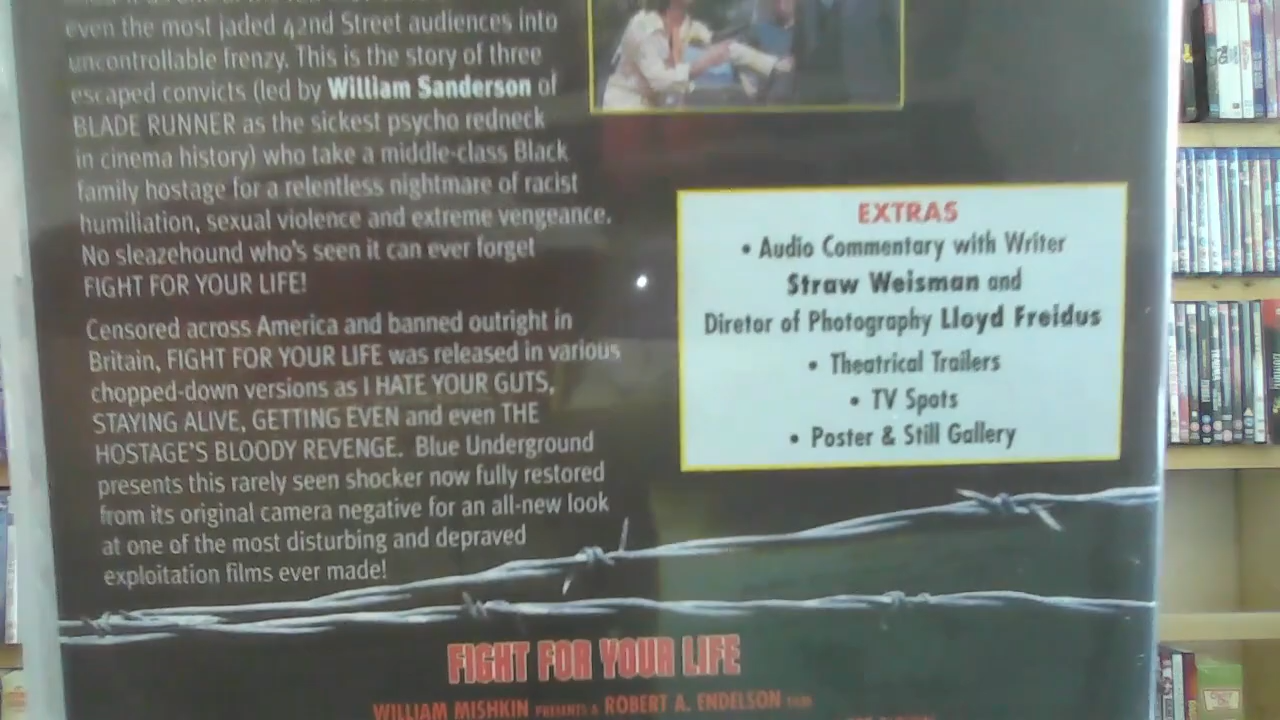 even the most jaded 42nd Street audiences into
uncontrollable frenzy. This is the story of three
escaped convicts (led by William Sanderson of
BLADE RUNNER as the sickest psycho redneck
in cinema history) who take a middle-class Black
family hostage for a relentless nightmare of racist
humiliation, sexual violence and extreme vengeance.
No sleazehound who's seen it can ever forget
FIGHT FOR YOUR LIFE!
Censored across America and banned outright in
Britain, FIGHT FOR YOUR LIFE was released in various
chopped-down versions as I HATE YOUR GUTS,
STAYING ALIVE, GETTING EVEN and even THE
HOSTAGE'S BLOODY REVENGE. Blue Underground
presents this rarely seen shocker now fully restored
from its original camera negative for an all-new look
at one of the most disturbing and depraved
exploitation films ever made!
EXTRAS
• Audio Commentary with Writer
Straw Weisman and
Diretor of Photography Lloyd Freidus
• Theatrical Trailers
• TV Spots
• Poster & Still Gallery
FIGHT FOR YOUR LIFE
WILLIAM MISHKIN PRESENTS A ROBERT A. ENDELSON FILM